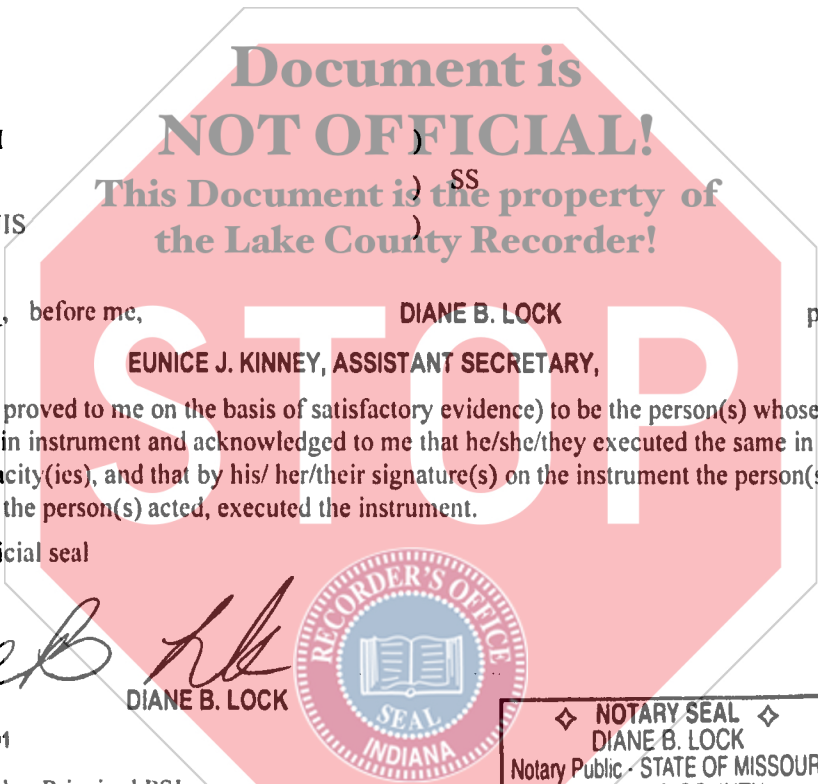 Document is
NOT OFFICIAL!
)
This Document is the property of
) SS
IS
)
the Lake County Recorder!
STOP
, before me, DIANE B. LOCK
EUNICE J. KINNEY, ASSISTANT SECRETARY,
proved to me on the basis of satisfactory evidence) to be the person(s) whose
in instrument and acknowledged to me that he/she/they executed the same in
acity(ies), and that by his/ her/their signature(s) on the instrument the person(s
the person(s) acted, executed the instrument.
icial seal
RECORDER'S OFFICE
SEAL
INDIANA
DIANE B. LOCK
NOTARY SEAL
DIANE B. LOCK
Notary Public - STATE OF MISSOUR